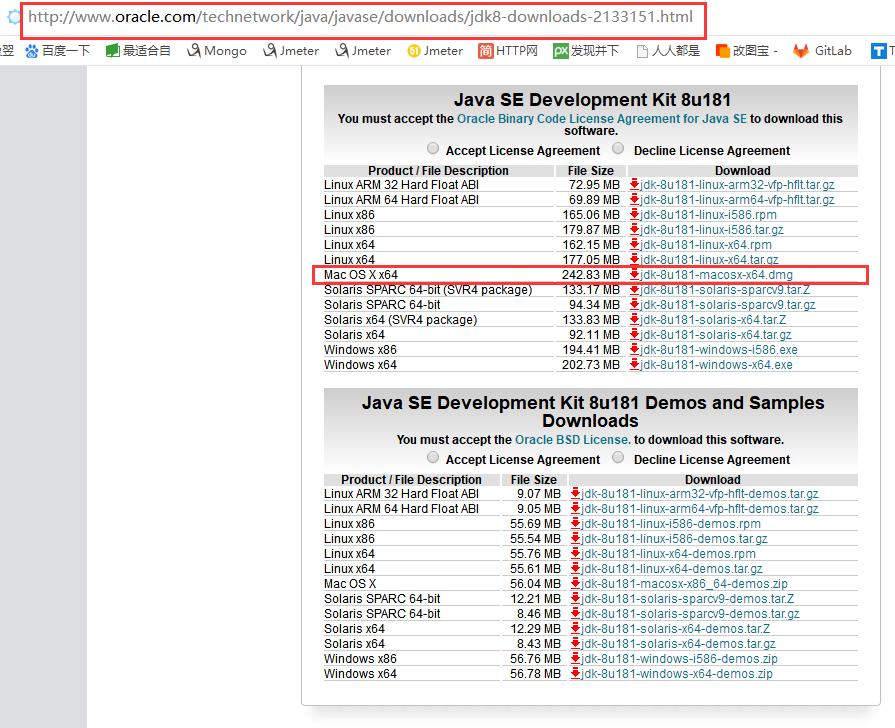 http://www.oracle.com/technetwork/java/javase/downloads/jdk8-downloads-2133151.html
翌 百度一下 最适合自 Mongo Jmeter Jmeter Jmeter HTTP网 发现并下 人人都是 改图宝 - GitLab
Java SE Development Kit 8u181
You must accept the Oracle Binary Code License Agreement for Java SE to download this
software.
Accept License Agreement Decline License Agreement
Product / File Description File Size Download
Linux ARM 32 Hard Float ABI 72.95 MB jdk-8u181-linux-arm32-vfp-hflt.tar.gz
Linux ARM 64 Hard Float ABI 69.89 MB jdk-8u181-linux-arm64-vfp-hflt.tar.gz
Linux x86 165.06 MB jdk-8u181-linux-i586.rpm
Linux x86 179.87 MB jdk-8u181-linux-i586.tar.gz
Linux x64 162.15 MB jdk-8u181-linux-x64.rpm
Linux x64 177.05 MB jdk-8u181-linux-x64.tar.gz
Mac OS X x64 242.83 MB jdk-8u181-macosx-x64.dmg
Solaris SPARC 64-bit (SVR4 package) 133.17 MB jdk-8u181-solaris-sparcv9.tar.Z
Solaris SPARC 64-bit 94.34 MB jdk-8u181-solaris-sparcv9.tar.gz
Solaris x64 (SVR4 package) 133.83 MB jdk-8u181-solaris-x64.tar.Z
Solaris x64 92.11 MB jdk-8u181-solaris-x64.tar.gz
Windows x86 194.41 MB jdk-8u181-windows-i586.exe
Windows x64 202.73 MB jdk-8u181-windows-x64.exe
Java SE Development Kit 8u181 Demos and Samples
Downloads
You must accept the Oracle BSD License. to download this software.
Accept License Agreement Decline License Agreement
Product / File Description File Size Download
Linux ARM 32 Hard Float ABI 9.07 MB jdk-8u181-linux-arm32-vfp-hflt-demos.tar.gz
Linux ARM 64 Hard Float ABI 9.05 MB jdk-8u181-linux-arm64-vfp-hflt-demos.tar.gz
Linux x86 55.69 MB jdk-8u181-linux-i586-demos.rpm
Linux x86 55.54 MB jdk-8u181-linux-i586-demos.tar.gz
Linux x64 55.76 MB jdk-8u181-linux-x64-demos.rpm
Linux x64 55.61 MB jdk-8u181-linux-x64-demos.tar.gz
Mac OS X 56.04 MB jdk-8u181-macosx-x86_64-demos.zip
Solaris SPARC 64-bit 12.21 MB jdk-8u181-solaris-sparcv9-demos.tar.Z
Solaris SPARC 64-bit 8.46 MB jdk-8u181-solaris-sparcv9-demos.tar.gz
Solaris x64 12.29 MB jdk-8u181-solaris-x64-demos.tar.Z
Solaris x64 8.43 MB jdk-8u181-solaris-x64-demos.tar.gz
Windows x86 56.76 MB jdk-8u181-windows-i586-demos.zip
Windows x64 56.78 MB jdk-8u181-windows-x64-demos.zip